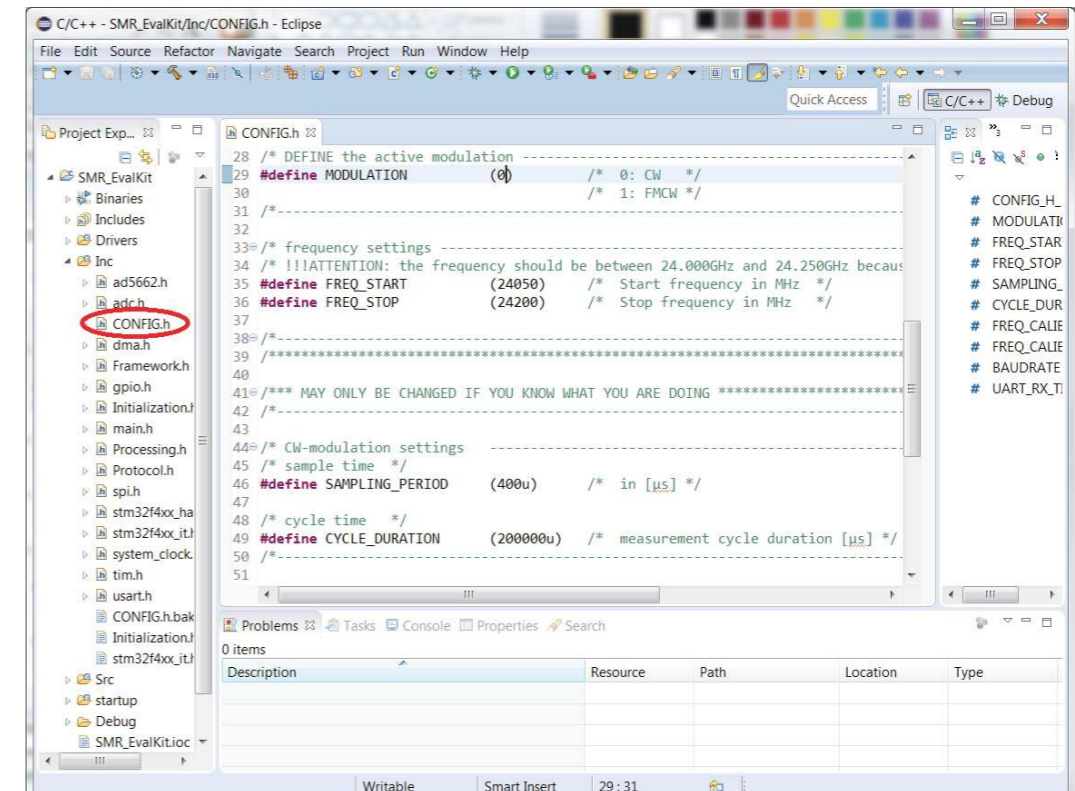 C/C++ - SMR_EvalKit/Inc/CONFIG.h - Eclipse
File Edit Source Refactor Navigate Search Project Run Window Help
Quick Access
C/C++
Debug
Project Exp...
SMR_EvalKit
Binaries
Includes
Drivers
Inc
ad5662.h
adc.h
CONFIG.h
dma.h
Framework.h
gpio.h
Initialization.h
main.h
Processing.h
Protocol.h
spi.h
stm32f4xx_ha
stm32f4xx_it.h
system_clock.
tim.h
usart.h
CONFIG.h.bak
Initialization.h
stm32f4xx_it.h
Src
startup
Debug
SMR_EvalKit.ioc
CONFIG.h
28 /* DEFINE the active modulation ------------------------------------------------
29 #define MODULATION (0) /* 0: CW */
30 /* 1: FMCW */
31 /*------------------------------------------------------------------------------
32
33 /* frequency settings ----------------------------------------------------------
34 /* !!!ATTENTION: the frequency should be between 24.000GHz and 24.250GHz becaus
35 #define FREQ_START (24050) /* Start frequency in MHz */
36 #define FREQ_STOP (24200) /* Stop frequency in MHz */
37
38 /*------------------------------------------------------------------------------
39 /*******************************************************************************
40
41 /*** MAY ONLY BE CHANGED IF YOU KNOW WHAT YOU ARE DOING ************************
42 /*------------------------------------------------------------------------------
43
44 /* CW-modulation settings ---------------------------------------------------
45 /* sample time */
46 #define SAMPLING_PERIOD (400u) /* in [µs] */
47
48 /* cycle time */
49 #define CYCLE_DURATION (200000u) /* measurement cycle duration [µs] */
50 /*------------------------------------------------------------------------------
51
# CONFIG_H_
# MODULATIO
# FREQ_STAR
# FREQ_STOP
# SAMPLING_
# CYCLE_DUR
# FREQ_CALIB
# FREQ_CALIB
# BAUDRATE
# UART_RX_TI
Problems Tasks Console Properties Search
0 items
Description Resource Path Location Type
Writable Smart Insert 29 : 31